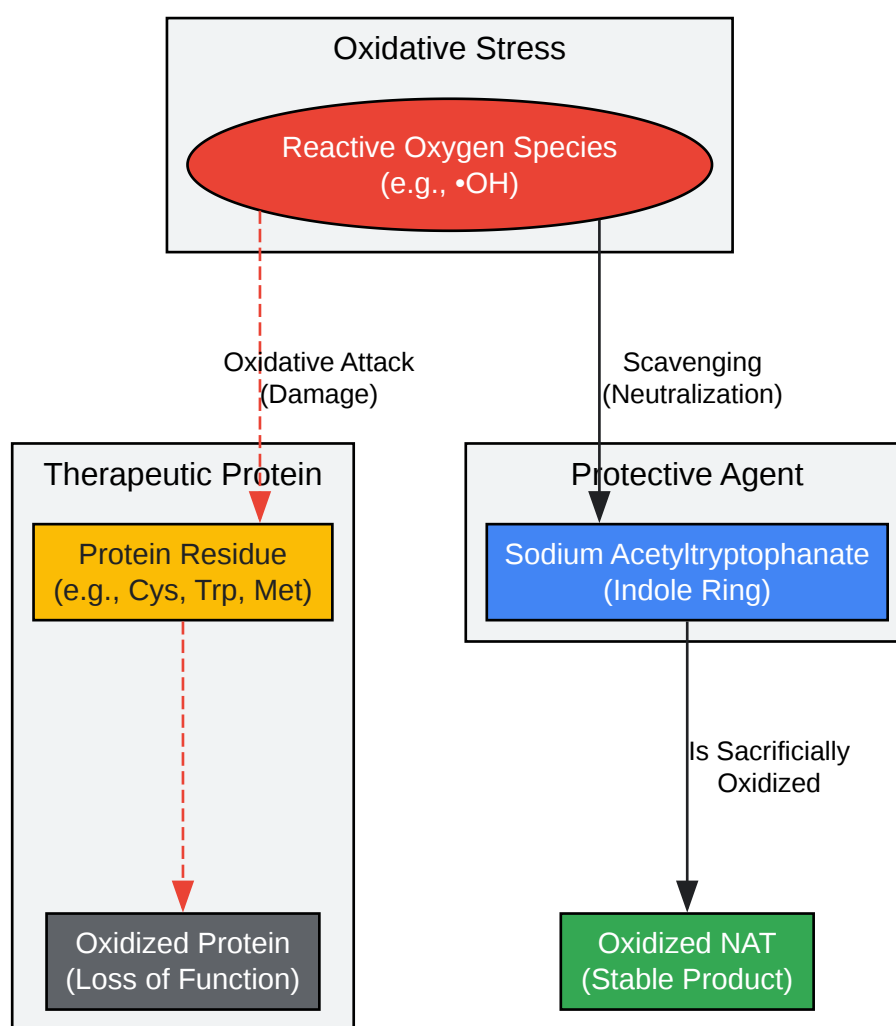 Oxidative Stress
Reactive Oxygen Species
(e.g., •OH)
Oxidative Attack
(Damage)
Scavenging
(Neutralization)
Therapeutic Protein
Protein Residue
(e.g., Cys, Trp, Met)
Protective Agent
Sodium Acetyltryptophanate
(Indole Ring)
Is Sacrificially
Oxidized
Oxidized Protein
(Loss of Function)
Oxidized NAT
(Stable Product)